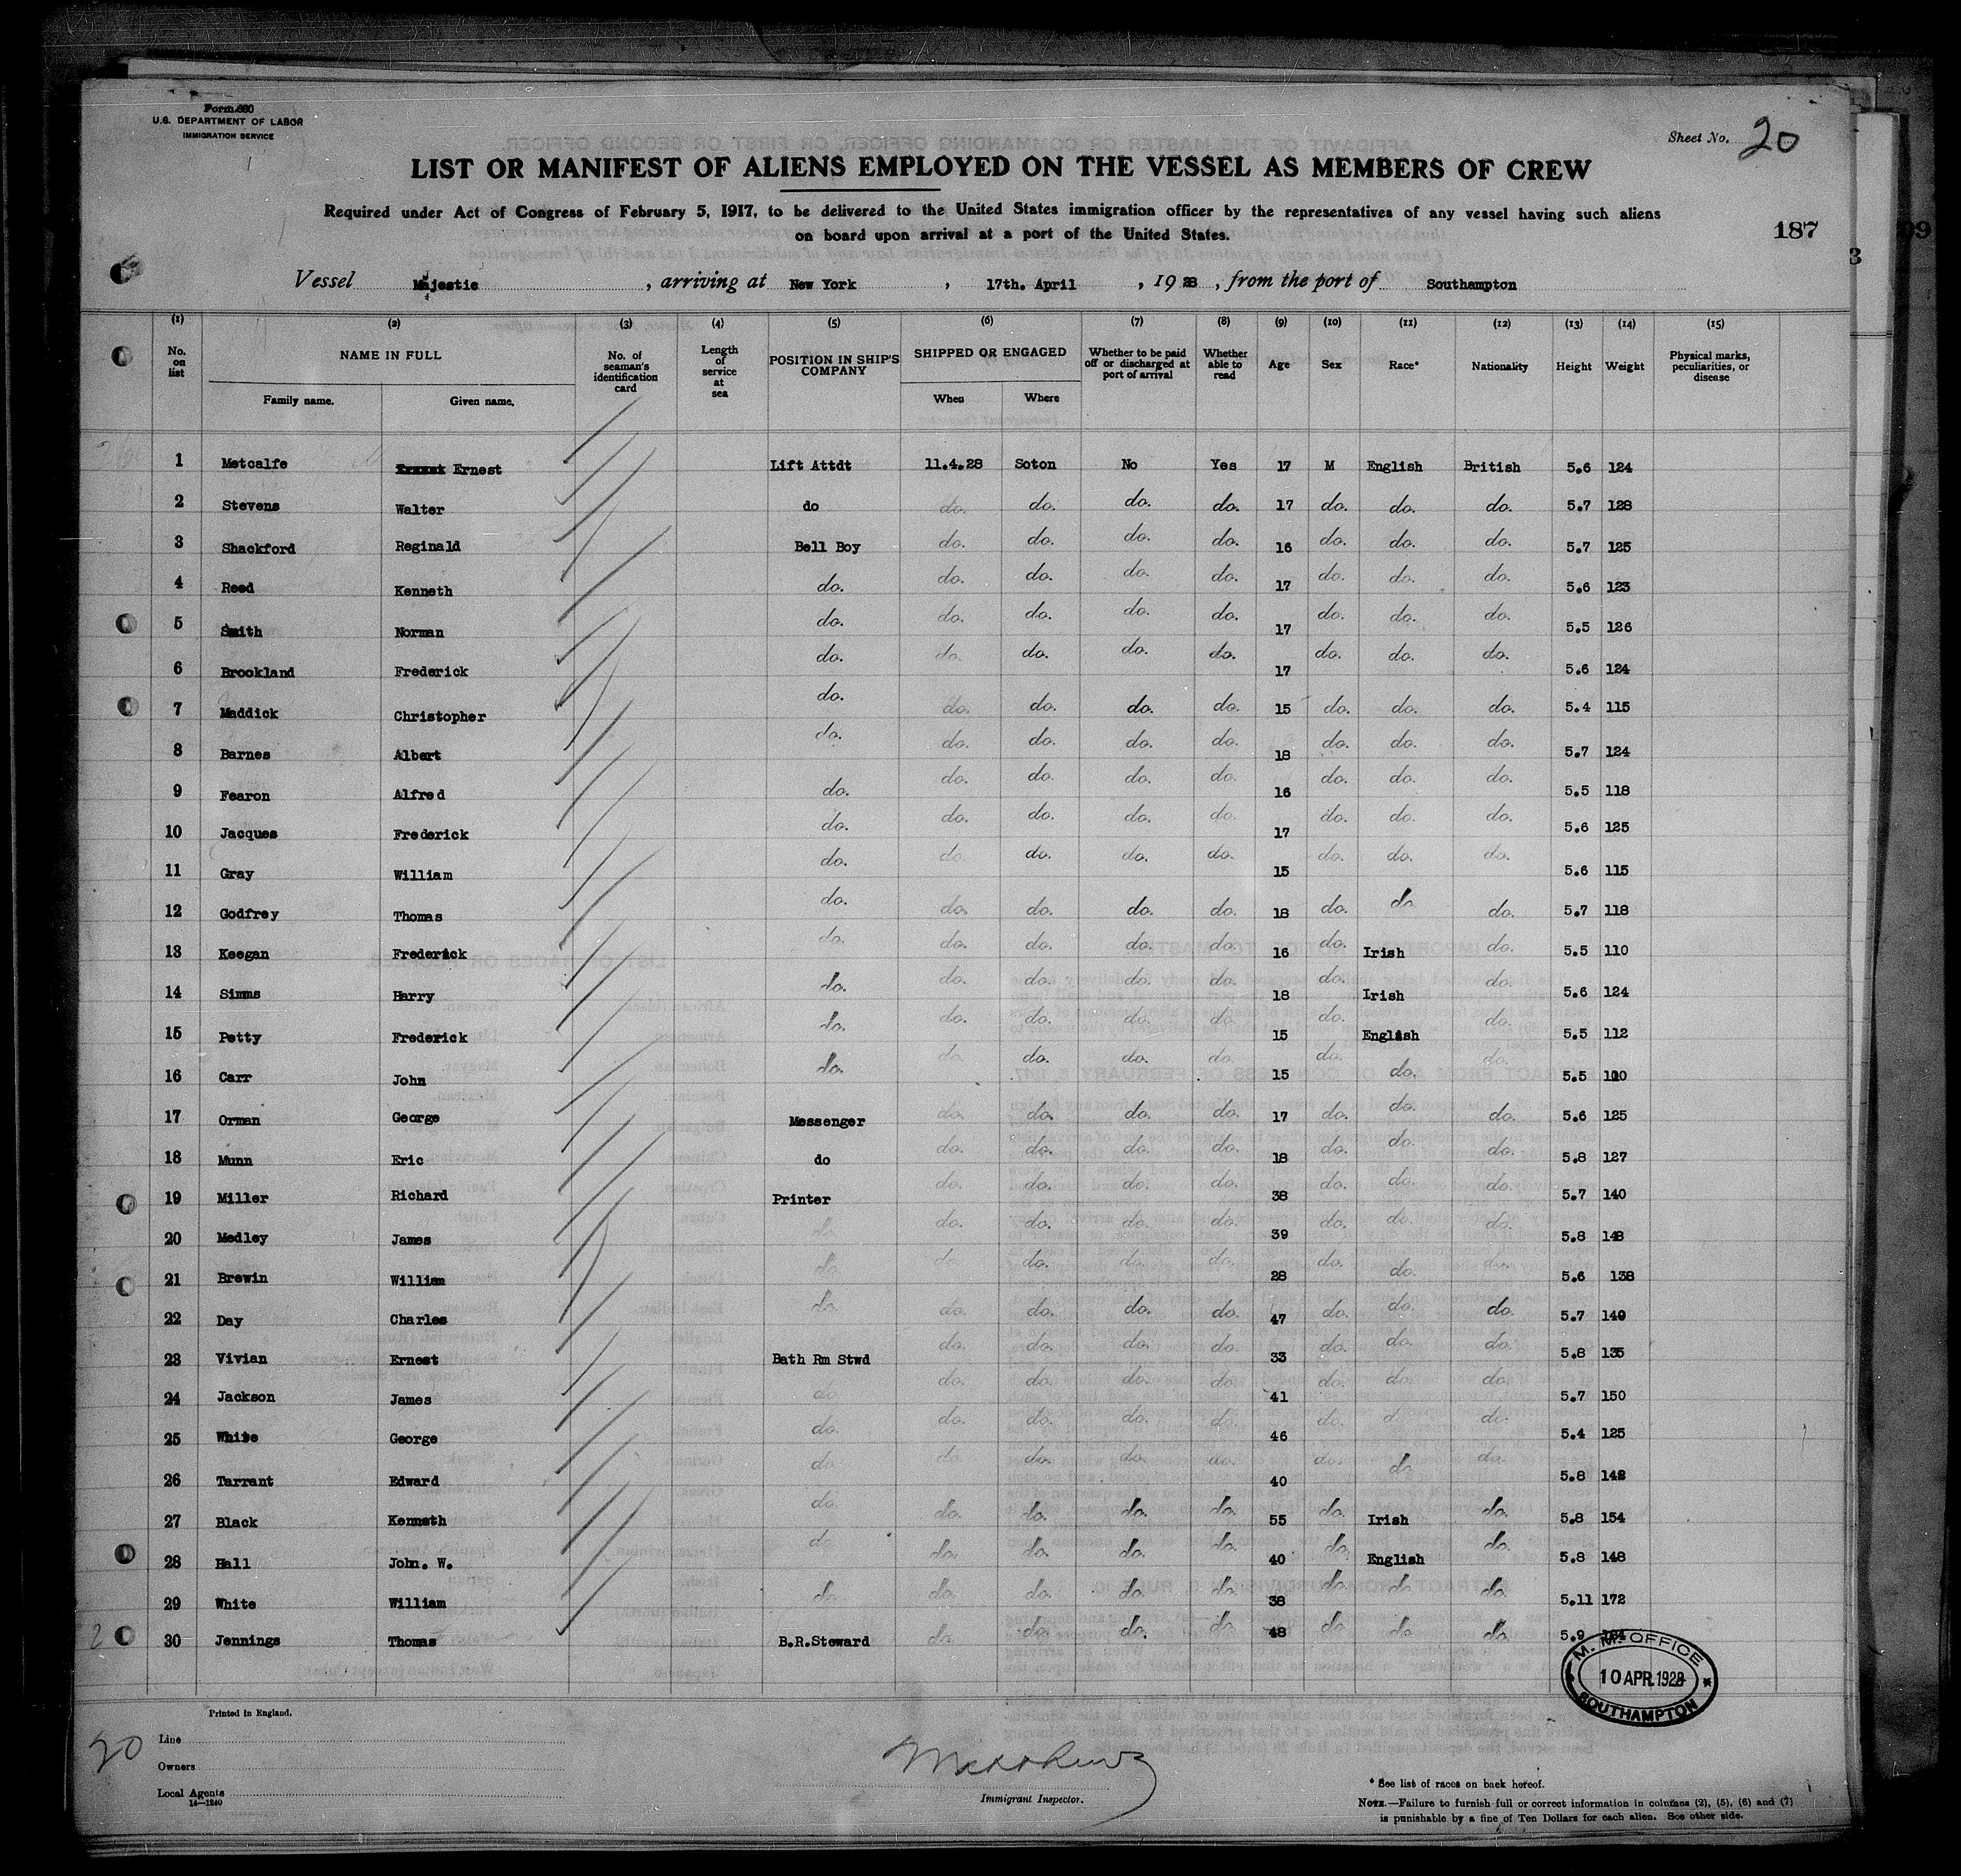 Form 680
U.S. DEPARTMENT OF LABOR
IMMIGRATION SERVICE
Sheet No. 20
LIST OR MANIFEST OF ALIENS EMPLOYED ON THE VESSEL AS MEMBERS OF CREW
Required under Act of Congress of February 5, 1917, to be delivered to the United States immigration officer by the representatives of any vessel having such aliens
on board upon arrival at a port of the United States.
187
Vessel Majestic, arriving at New York, 17th. April, 1928, from the port of Southampton
(1) (2) (3) (4) (5) (6) (7) (8) (9) (10) (11) (12) (13) (14) (15)
No. on list NAME IN FULL Family name. Given name. No. of seaman's identification card Length of service at sea POSITION IN SHIP'S COMPANY SHIPPED OR ENGAGED When Where Whether to be paid off or discharged at port of arrival Whether able to read Age Sex Race* Nationality Height Weight Physical marks, peculiarities, or disease
1 Metcalfe Ernest Lift Attdt 11.4.28 Soton No Yes 17 M English British 5.6 124
2 Stevens Walter do do. do. do. do. 17 do. do. do. 5.7 128
3 Shackford Reginald Bell Boy do. do. do. do. 16 do. do. do. 5.7 125
4 Reed Kenneth do. do. do. do. do. 17 do. do. do. 5.6 123
5 Smith Norman do. do. do. do. do. 17 do. do. do. 5.5 126
6 Brookland Frederick do. do. do. do. do. 17 do. do. do. 5.6 124
7 Maddick Christopher do. do. do. do. do. 15 do. do. do. 5.4 115
8 Barnes Albert do. do. do. do. do. 18 do. do. do. 5.7 124
9 Fearon Alfred do. do. do. do. do. 16 do. do. do. 5.5 118
10 Jacques Frederick do. do. do. do. do. 17 do. do. do. 5.6 125
11 Gray William do. do. do. do. do. 15 do. do. do. 5.6 115
12 Godfrey Thomas do. do. do. do. do. 18 do. do. do. 5.7 118
13 Keegan Frederick do. do. do. do. do. 16 do. Irish do. 5.5 110
14 Simms Harry do. do. do. do. do. 18 do. Irish do. 5.6 124
15 Petty Frederick do. do. do. do. do. 15 do. English do. 5.5 112
16 Carr John do. do. do. do. do. 15 do. do. do. 5.5
17 Orman George Messenger do. do. do. do. 17 do. do. do. 5.6 125
18 Munn Eric do do. do. do. do. 18 do. do. do. 5.8 127
19 Miller Richard Printer do. do. do. do. 38 do. do. do. 5.7 140
20 Medley James do. do. do. do. do. 39 do. do. do. 5.8 148
21 Brewin William do. do. do. do. do. 28 do. do. do. 5.6 138
22 Day Charles do. do. do. do. do. 47 do. do. do. 5.7
23 Vivian Ernest Bath Rm Stwd do. do. do. do. 33 do. do. do. 5.8 135
24 Jackson James do. do. do. do. do. 41 do. do. do. 5.7 150
25 White George do. do. do. do. do. 46 do. do. do. 5.4 125
26 Tarrant Edward do. do. do. do. do. 40 do. do. do. 5.8
27 Black Kenneth do. do. do. do. do. 55 do. Irish do. 5.8 154
28 Hall John. W. do. do. do. do. do. 40 do. English do. 5.8 148
29 White William do. do. do. do. do. 38 do. do. do. 5.11 172
30 Jennings Thomas B.R.Steward do. do. do. do. 48 do. do. do. 5.9
M. M. OFFICE
10 APR. 1928
SOUTHAMPTON
Printed in England.
20
Line
Owners
Local Agents
14—1240
Matthews
Immigrant Inspector.
* See list of races on back hereof.
NOTE.—Failure to furnish full or correct information in columns (2), (5), (6) and (7)
is punishable by a fine of Ten Dollars for each alien. See other side.